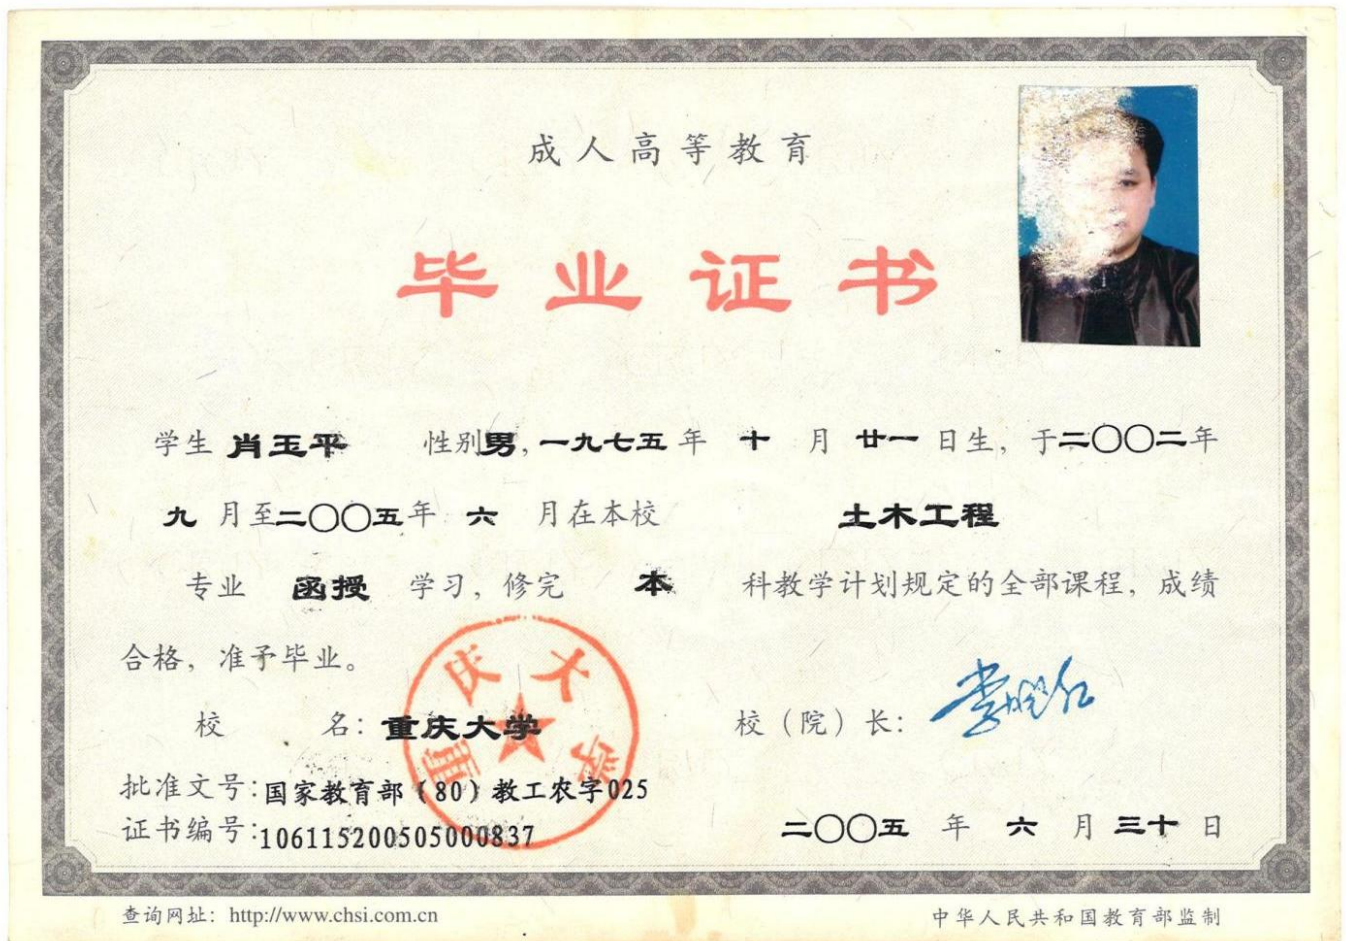 成人高等教育
毕业证书
学生 肖玉平 性别男,一九七五年 十 月 廿一 日生，于二〇〇二年
九 月至二〇〇五年 六 月在本校 土木工程
专业 函授 学习，修完 本 科教学计划规定的全部课程，成绩
合格，准予毕业。
重庆大学
校 名：重庆大学 校（院）长：李晓红
批准文号：国家教育部（80）教工农字025
证书编号：106115200505000837
二〇〇五 年 六 月 三十 日
查询网址：http://www.chsi.com.cn 中华人民共和国教育部监制